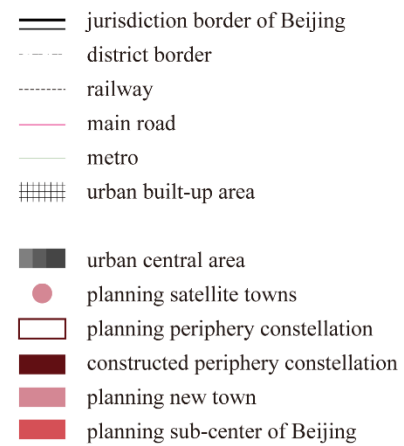 jurisdiction border of Beijing
district border
railway
main road
metro
urban built-up area
urban central area
planning satellite towns
planning periphery constellation
constructed periphery constellation
planning new town
planning sub-center of Beijing